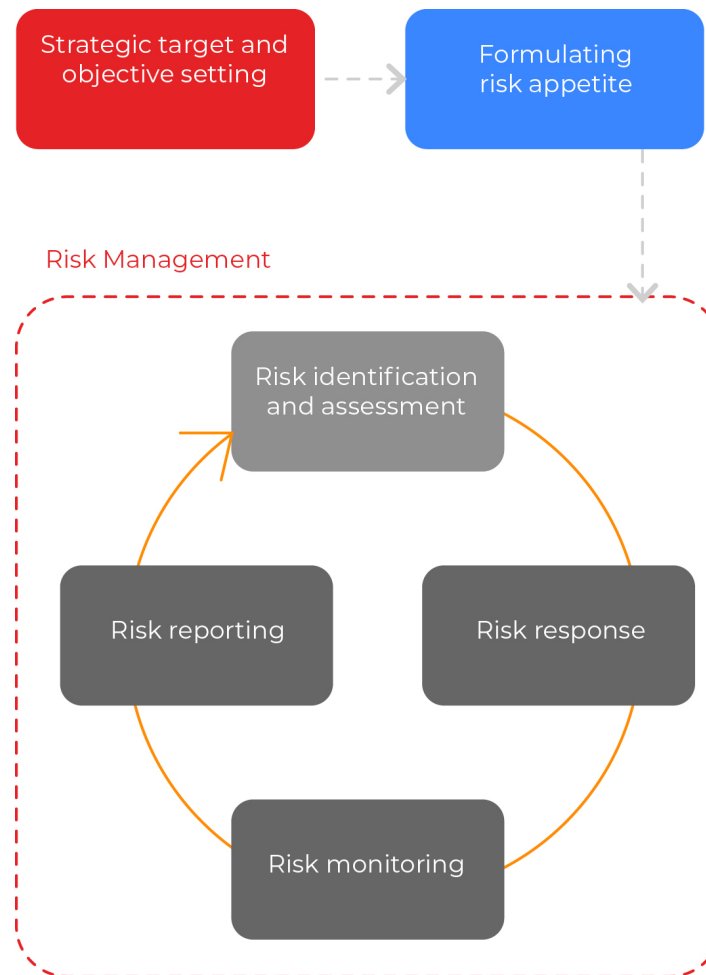 Strategic target and
objective setting
Formulating
risk appetite
Risk Management
Risk identification
and assessment
Risk reporting
Risk response
Risk monitoring